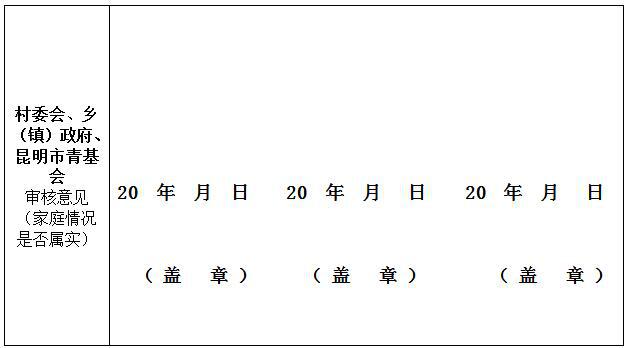 村委会、乡
（镇）政府、
昆明市青基
会
审核意见
（家庭情况
是否属实）
20 年 月 日 20 年 月 日 20 年 月 日
（盖 章） （盖 章） （盖 章）